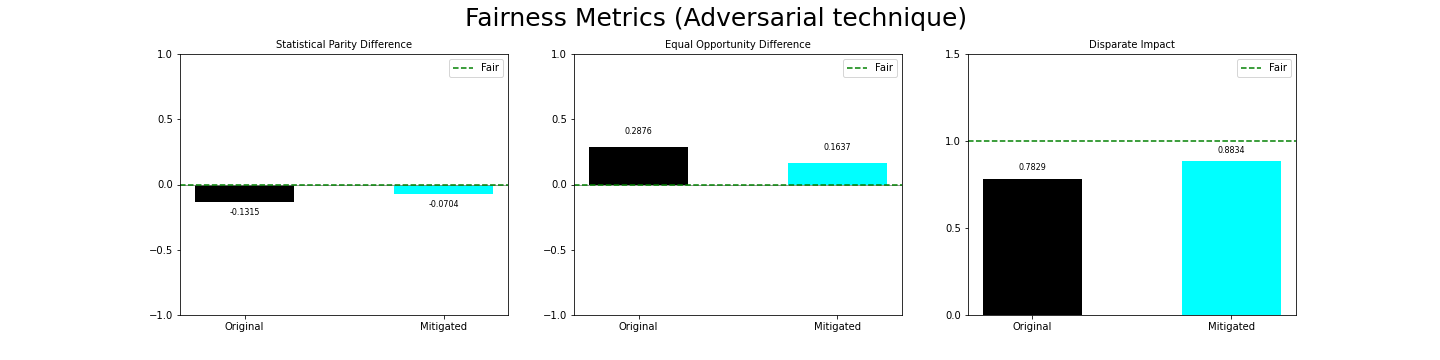 Fairness Metrics (Adversarial technique)
Statistical Parity Difference
1.0
0.5
0.0
−0.5
−1.0
Fair
-0.1315
-0.0704
Original
Mitigated
Equal Opportunity Difference
1.0
0.5
0.0
−0.5
−1.0
Fair
0.2876
0.1637
Original
Mitigated
Disparate Impact
1.5
1.0
0.5
0.0
Fair
0.7829
0.8834
Original
Mitigated